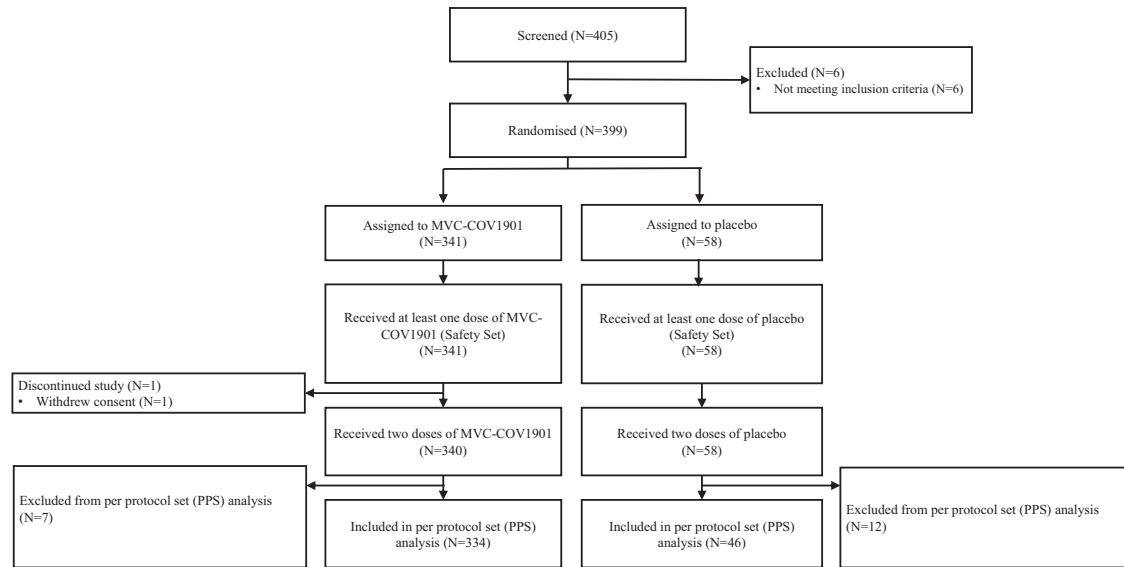 Screened (N=405)
Excluded (N=6)
• Not meeting inclusion criteria (N=6)
Randomised (N=399)
Assigned to MVC-COV1901
(N=341)
Assigned to placebo
(N=58)
Received at least one dose of MVC-
COV1901 (Safety Set)
(N=341)
Received at least one dose of placebo
(Safety Set)
(N=58)
Discontinued study (N=1)
• Withdrew consent (N=1)
Received two doses of MVC-COV1901
(N=340)
Received two doses of placebo
(N=58)
Excluded from per protocol set (PPS) analysis
(N=7)
Excluded from per protocol set (PPS) analysis
(N=12)
Included in per protocol set (PPS)
analysis (N=334)
Included in per protocol set (PPS)
analysis (N=46)